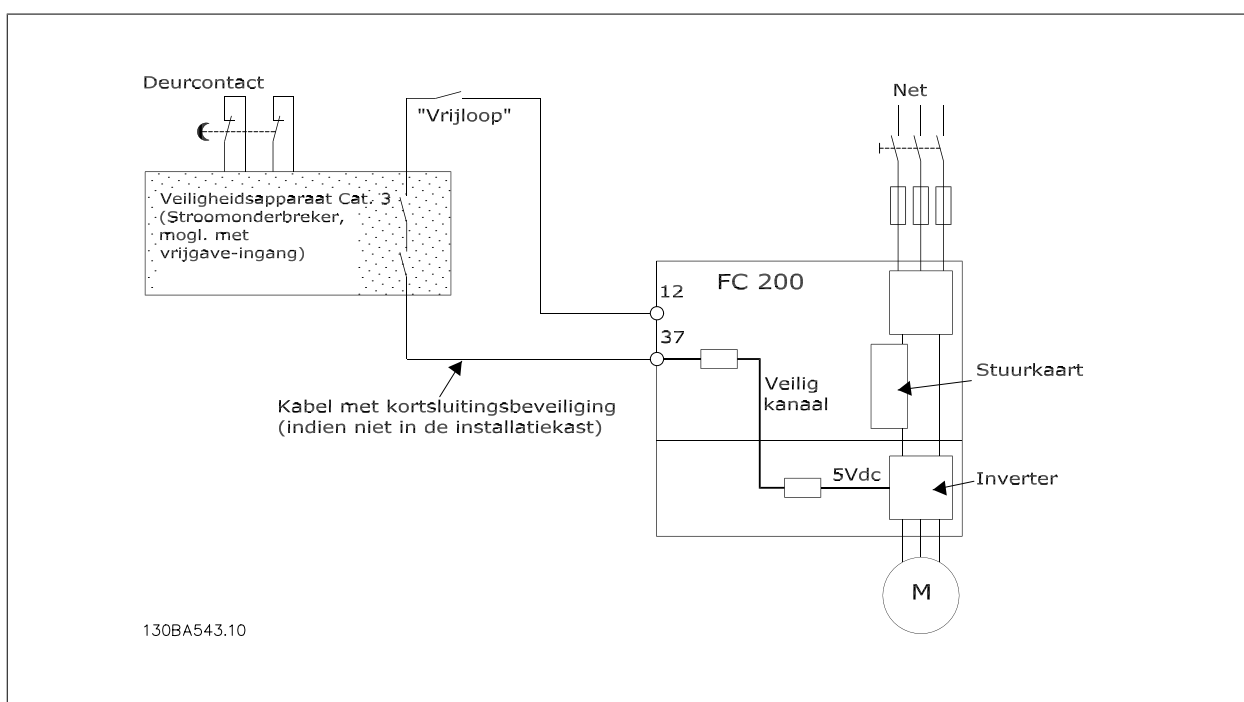 Deurcontact
"Vrijloop"
Net
Veiligheidsapparaat Cat. 3
(Stroomonderbreker,
mogl. met
vrijgave-ingang)
FC 200
12
37
Veilig
kanaal
Stuurkaart
Kabel met kortsluitingsbeveiliging
(indien niet in de installatiekast)
5Vdc
Inverter
M
130BA543.10